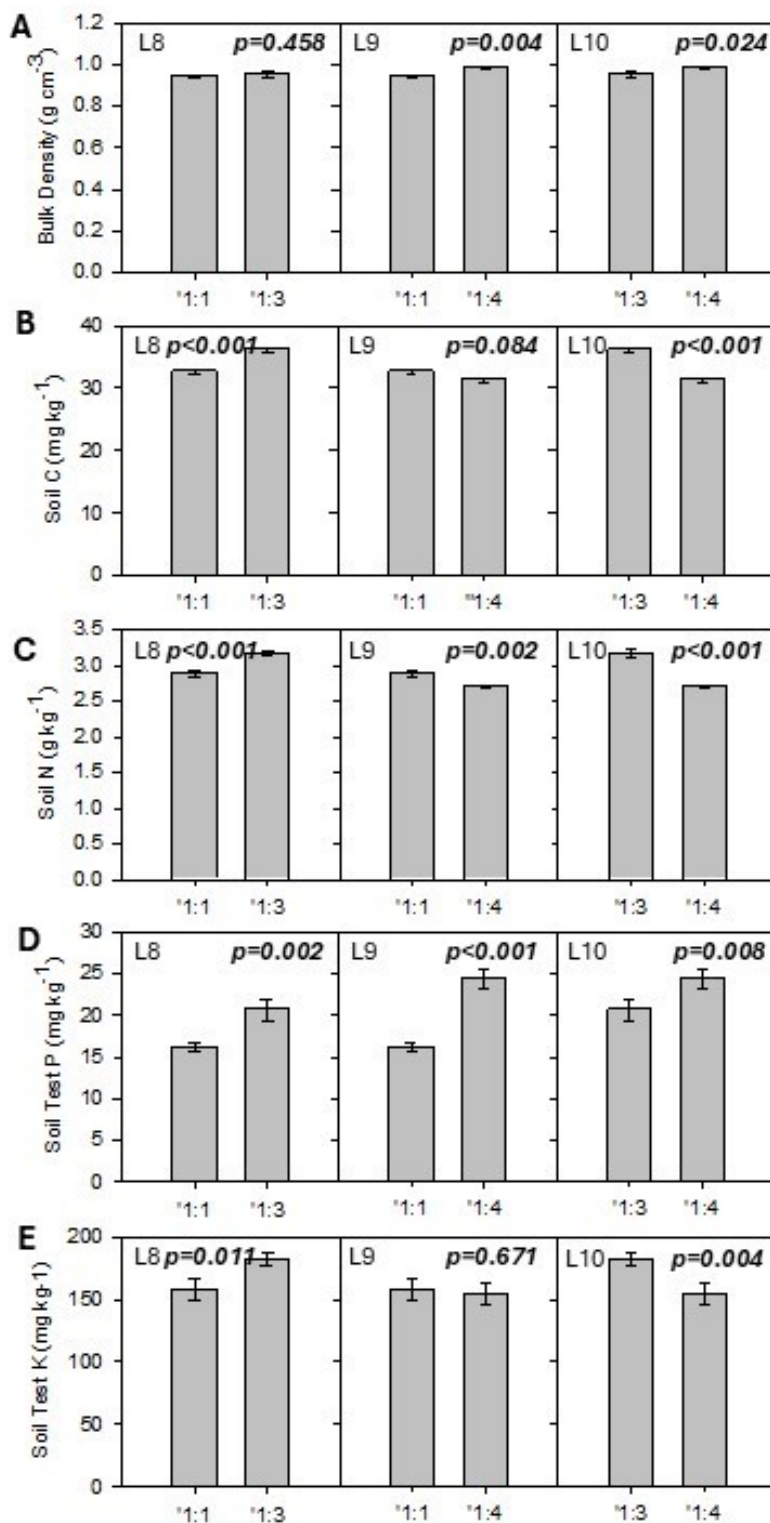 A
Bulk Density (g cm-3)
1.2
1.0
0.8
0.6
0.4
0.2
0.0
L8 p=0.458
L9 p=0.004
L10 p=0.024
"1:1 "1:3 "1:1 "1:4 "1:3 "1:4
B
Soil C (mg kg-1)
40
30
20
10
0
L8 p<0.001
L9 p=0.084
L10 p<0.001
"1:1 "1:3 "1:1 "1:4 "1:3 "1:4
C
Soil N (g kg-1)
3.5
3.0
2.5
2.0
1.5
1.0
0.5
0.0
L8 p<0.001
L9 p=0.002
L10 p<0.001
"1:1 "1:3 "1:1 "1:4 "1:3 "1:4
D
Soil Test P (mg kg-1)
30
25
20
15
10
5
0
L8 p=0.002
L9 p<0.001
L10 p=0.008
"1:1 "1:3 "1:1 "1:4 "1:3 "1:4
E
Soil Test K (mg kg-1)
200
150
100
50
0
L8 p=0.011
L9 p=0.671
L10 p=0.004
"1:1 "1:3 "1:1 "1:4 "1:3 "1:4